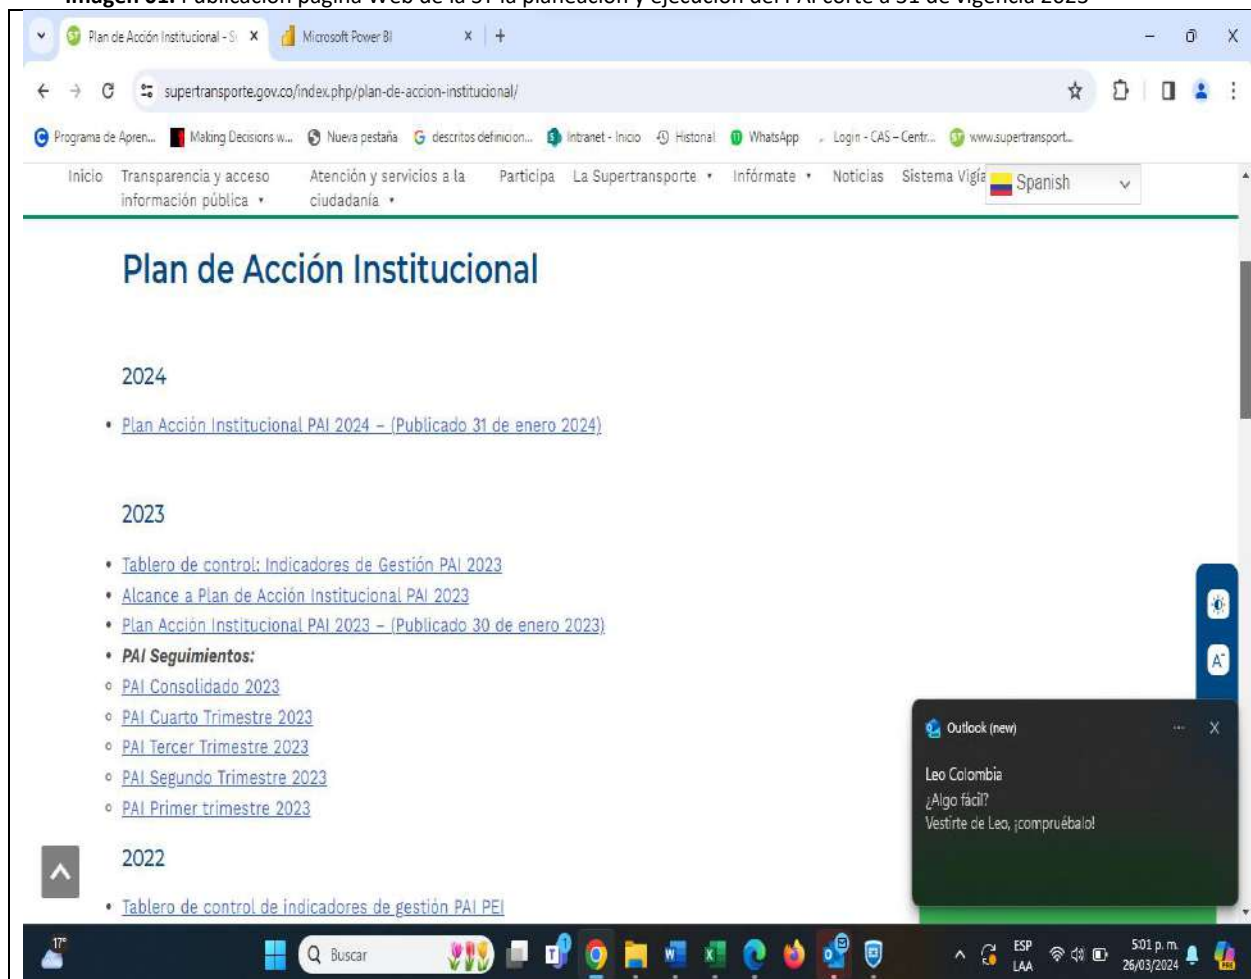 Imagen 01. Publicación página Web de la ST la planeación y ejecución del PAI corte a 31 de vigencia 2023
Plan de Acción Institucional - S
Microsoft Power BI
supertransporte.gov.co/index.php/plan-de-accion-institucional/
Programa de Apren... Making Decisions w... Nueva pestaña descritos definicion... Intranet - Inicio Historial WhatsApp Login - CAS – Centr... www.supertransport...
Inicio Transparencia y acceso información pública Atención y servicios a la ciudadanía Participa La Supertransporte Infórmate Noticias Sistema Vigía Spanish
Plan de Acción Institucional
2024
• Plan Acción Institucional PAI 2024 – (Publicado 31 de enero 2024)
2023
• Tablero de control: Indicadores de Gestión PAI 2023
• Alcance a Plan de Acción Institucional PAI 2023
• Plan Acción Institucional PAI 2023 – (Publicado 30 de enero 2023)
• PAI Seguimientos:
◦ PAI Consolidado 2023
◦ PAI Cuarto Trimestre 2023
◦ PAI Tercer Trimestre 2023
◦ PAI Segundo Trimestre 2023
◦ PAI Primer trimestre 2023
2022
• Tablero de control de indicadores de gestión PAI PEI
A-
Outlook (new)
Leo Colombia
¿Algo fácil?
Vestirte de Leo, ¡compruébalo!
17°
Buscar
ESP
LAA
5:01 p. m.
26/03/2024